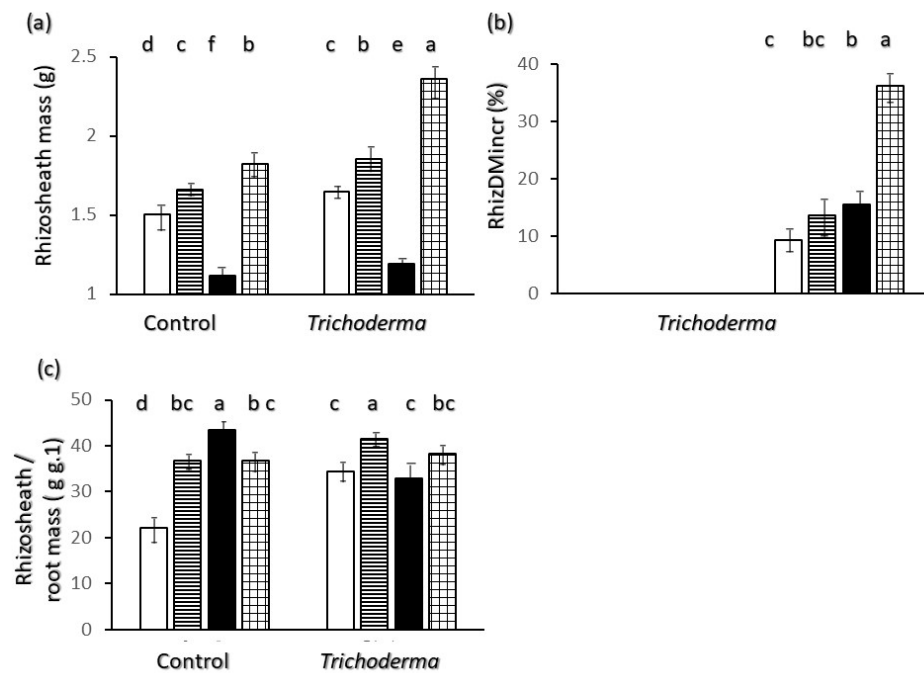 (a)
d c f b c b e a
Rhizosheath mass (g)
2.5
2
1.5
1
Control Trichoderma
(b)
c bc b a
RhizDMincr (%)
40
30
20
10
0
Trichoderma
(c)
d bc a b c c a c bc
Rhizosheath /
root mass ( g g.1)
50
40
30
20
10
0
Control Trichoderma